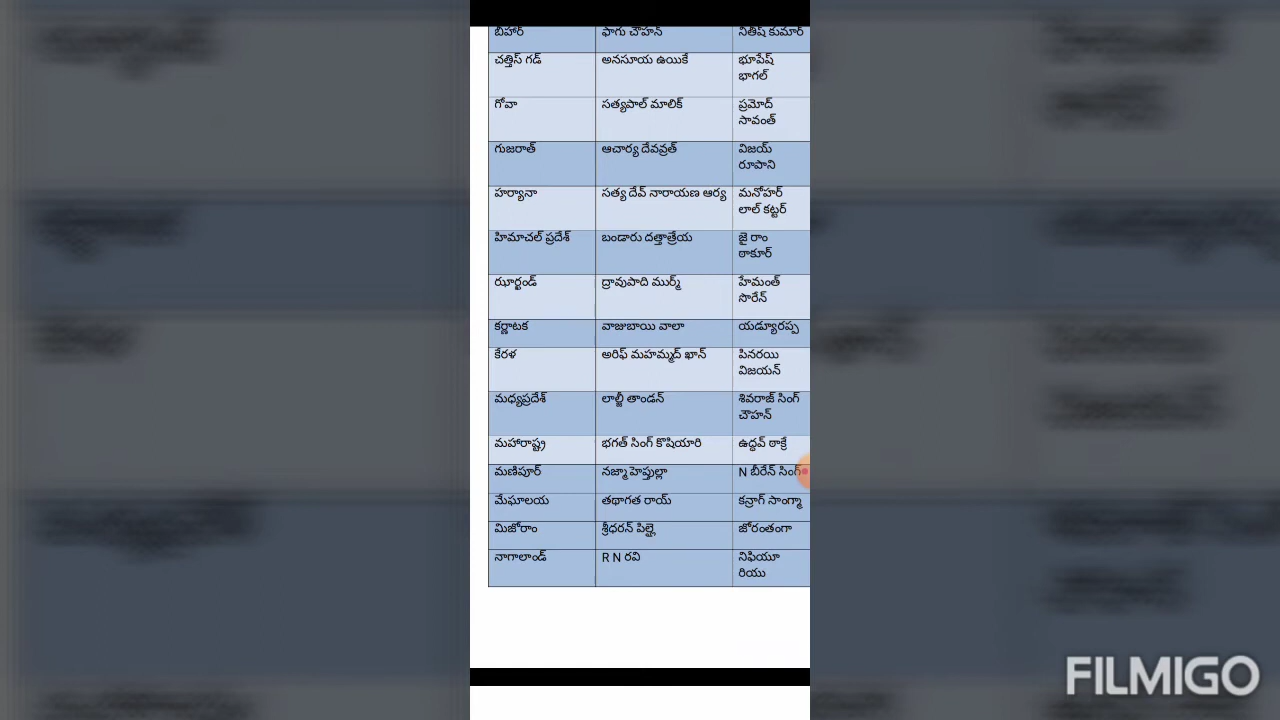 బీహార్ ఫాగు చౌహాన్ నితిష్ కుమార్
చత్తిస్ గడ్ అనసూయ ఉయికే భూపేష్
భాగల్
గోవా సత్యపాల్ మాలిక్ ప్రమోద్
సావంత్
గుజరాత్ ఆచార్య దేవవ్రత్ విజయ్
రూపాని
హర్యానా సత్య దేవ్ నారాయణ ఆర్య మనోహర్
లాల్ కట్టర్
హిమాచల్ ప్రదేశ్ బండారు దత్తాత్రేయ జై రాం
ఠాకూర్
ఝార్ఖండ్ ద్రావుపాది ముర్ము హేమంత్
సొరేన్
కర్ణాటక వాజుబాయి వాలా యడ్యూరప్ప
కేరళ అరిఫ్ మహమ్మద్ ఖాన్ పినరయి
విజయన్
మధ్యప్రదేశ్ లాల్జీ తాండన్ శివరాజ్ సింగ్
చౌహన్
మహారాష్ట్ర భగత్ సింగ్ కొషియారి ఉద్ధవ్ ఠాక్రే
మణిపూర్ నజ్మా హెప్తుల్లా N బీరేన్ సింగ్
మేఘాలయ తథాగత రాయ్ కన్రాగ్ సాంగ్మా
మిజోరాం శ్రీధరన్ పిల్లై జోరంతంగా
నాగాలాండ్ R N రవి నిఫియూ
రియు
FILMIGO